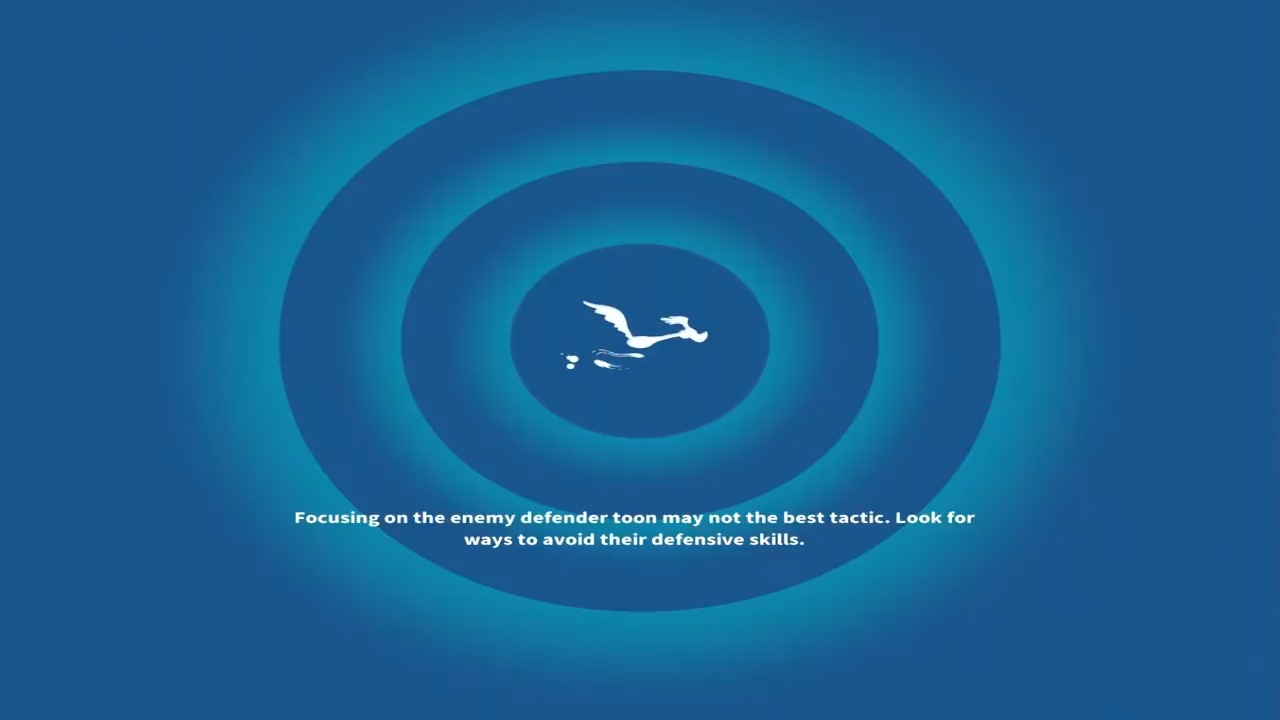 Focusing on the enemy defender toon may not the best tactic. Look for
ways to avoid their defensive skills.